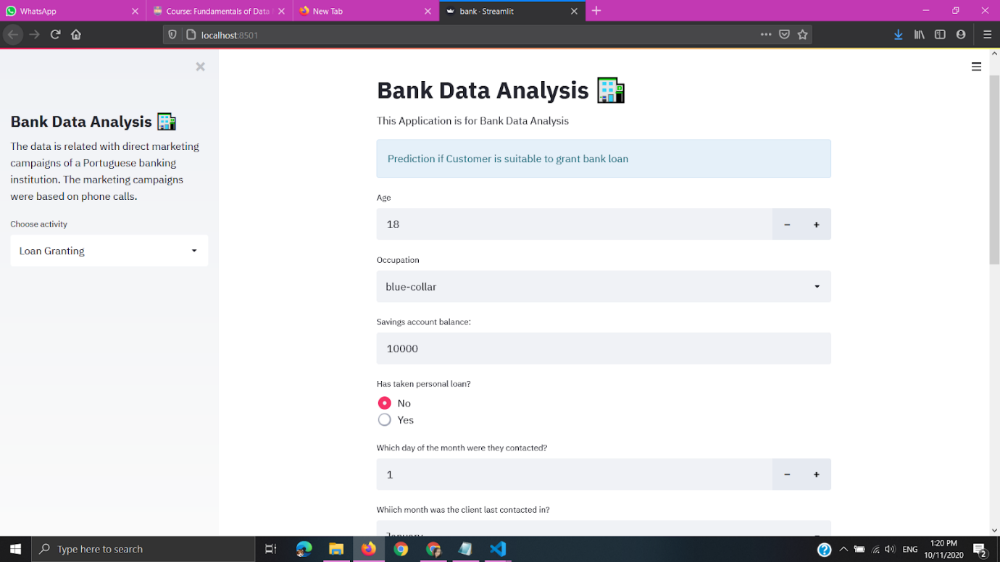 WhatsApp
Course: Fundamentals of Data
New Tab
bank · Streamlit
localhost:8501
Bank Data Analysis
The data is related with direct marketing
campaigns of a Portuguese banking
institution. The marketing campaigns
were based on phone calls.
Choose activity
Loan Granting
Bank Data Analysis
This Application is for Bank Data Analysis
Prediction if Customer is suitable to grant bank loan
Age
18
Occupation
blue-collar
Savings account balance:
10000
Has taken personal loan?
No
Yes
Which day of the month were they contacted?
1
Whiich month was the client last contacted in?
January
Type here to search
ENG
1:20 PM
10/11/2020
2